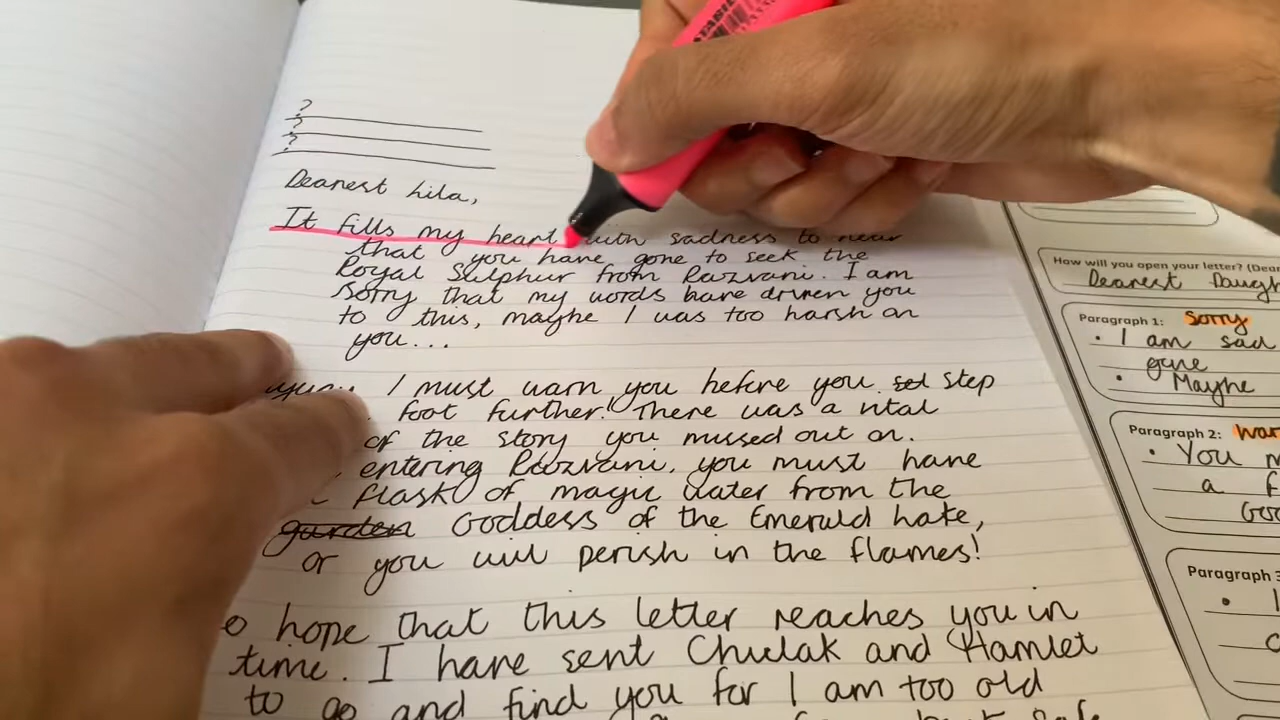 ?
?
?
Dearest Lila,
It fills my heart with sadness to hear
that you have gone to seek the
Royal Sulphur from Razvani. I am
sorry that my words have driven you
to this, maybe I was too harsh on
you...
I must warn you before you set step
foot further! There was a vital
of the story you missed out on.
entering Razvani, you must have
flask of magic water from the
garden Goddess of the Emerald Lake,
or you will perish in the flames!
hope that this letter reaches you in
time. I have sent Chulak and Hamlet
to go and find you for I am too old
How will you open your letter? (Dear
Dearest Daugh
Paragraph 1: Sorry
• I am sad
gone
• Maybe
Paragraph 2: War
• You m
a f
God
Paragraph 3